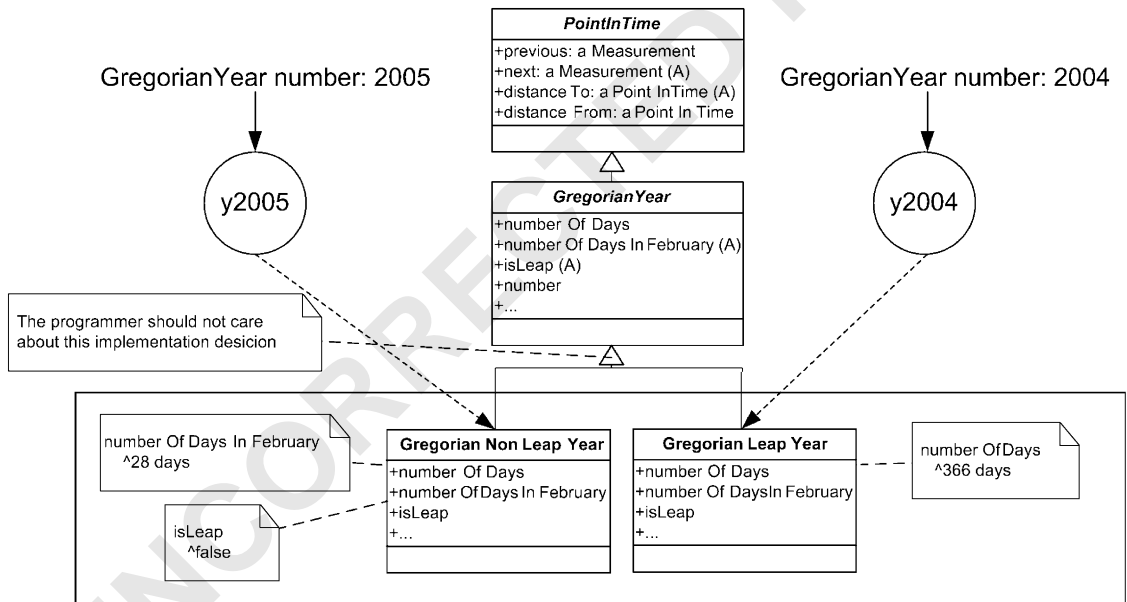 PointInTime
+previous: a Measurement
+next: a Measurement (A)
+distance To: a Point InTime (A)
+distance From: a Point In Time
GregorianYear number: 2005
GregorianYear number: 2004
y2005
y2004
GregorianYear
+number Of Days
+number Of Days In February (A)
+isLeap (A)
+number
+...
The programmer should not care
about this implementation desicion
number Of Days In February
^28 days
isLeap
^false
Gregorian Non Leap Year
+number Of Days
+number Of Days In February
+isLeap
+...
Gregorian Leap Year
+number Of Days
+number Of DaysIn February
+isLeap
+...
number OfDays
^366 days
NCORRECTED